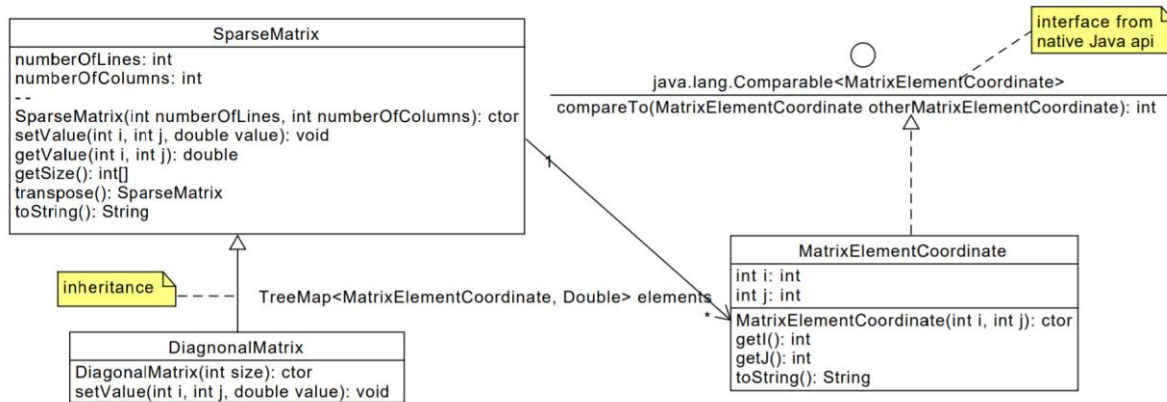 SparseMatrix
numberOfLines: int
numberOfColumns: int
--
SparseMatrix(int numberOfLines, int numberOfColumns): ctor
setValue(int i, int j, double value): void
getValue(int i, int j): double
getSize(): int[]
transpose(): SparseMatrix
toString(): String
interface from
native Java api
java.lang.Comparable<MatrixElementCoordinate>
compareTo(MatrixElementCoordinate otherMatrixElementCoordinate): int
1
inheritance
TreeMap<MatrixElementCoordinate, Double> elements
*
DiagnonalMatrix
DiagonalMatrix(int size): ctor
setValue(int i, int j, double value): void
MatrixElementCoordinate
int i: int
int j: int
MatrixElementCoordinate(int i, int j): ctor
getI(): int
getJ(): int
toString(): String